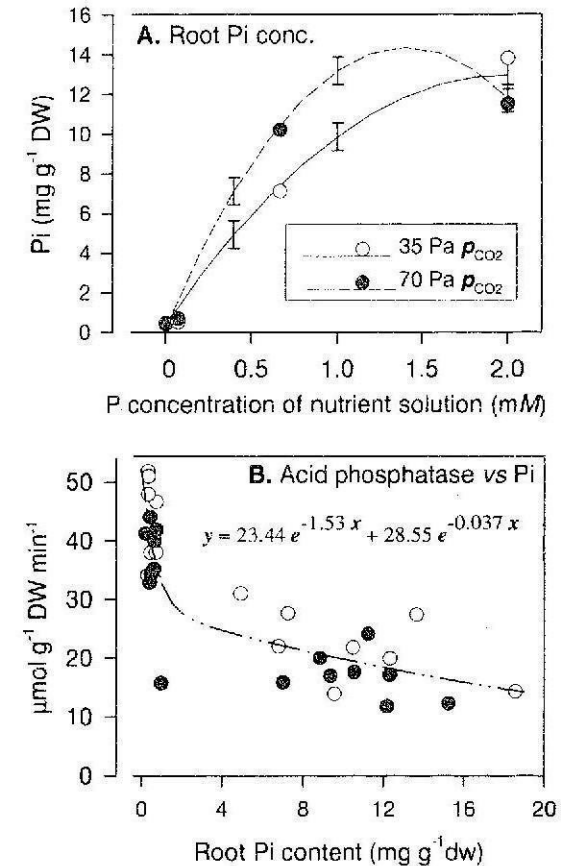 A. Root Pi conc.
16
14
12
10
8
6
4
2
0
Pi (mg g⁻¹ DW)
35 Pa pCO2
70 Pa pCO2
0 0.5 1.0 1.5 2.0
P concentration of nutrient solution (mM)
B. Acid phosphatase vs Pi
y = 23.44 e^-1.53 x + 28.55 e^-0.037 x
50
40
30
20
10
0
µmol g⁻¹ DW min⁻¹
0 4 8 12 16 20
Root Pi content (mg g⁻¹dw)